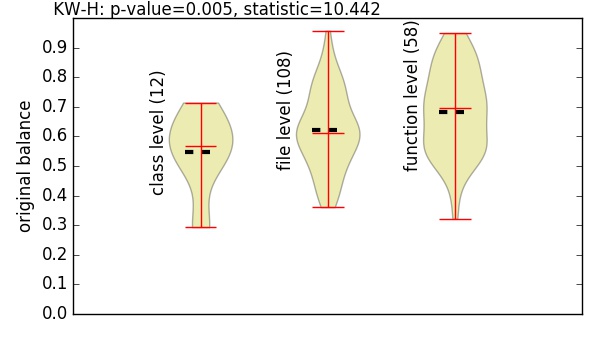 KW-H: p-value=0.005, statistic=10.442
original balance
0.9
0.8
0.7
0.6
0.5
0.4
0.3
0.2
0.1
0.0
class level (12)
file level (108)
function level (58)